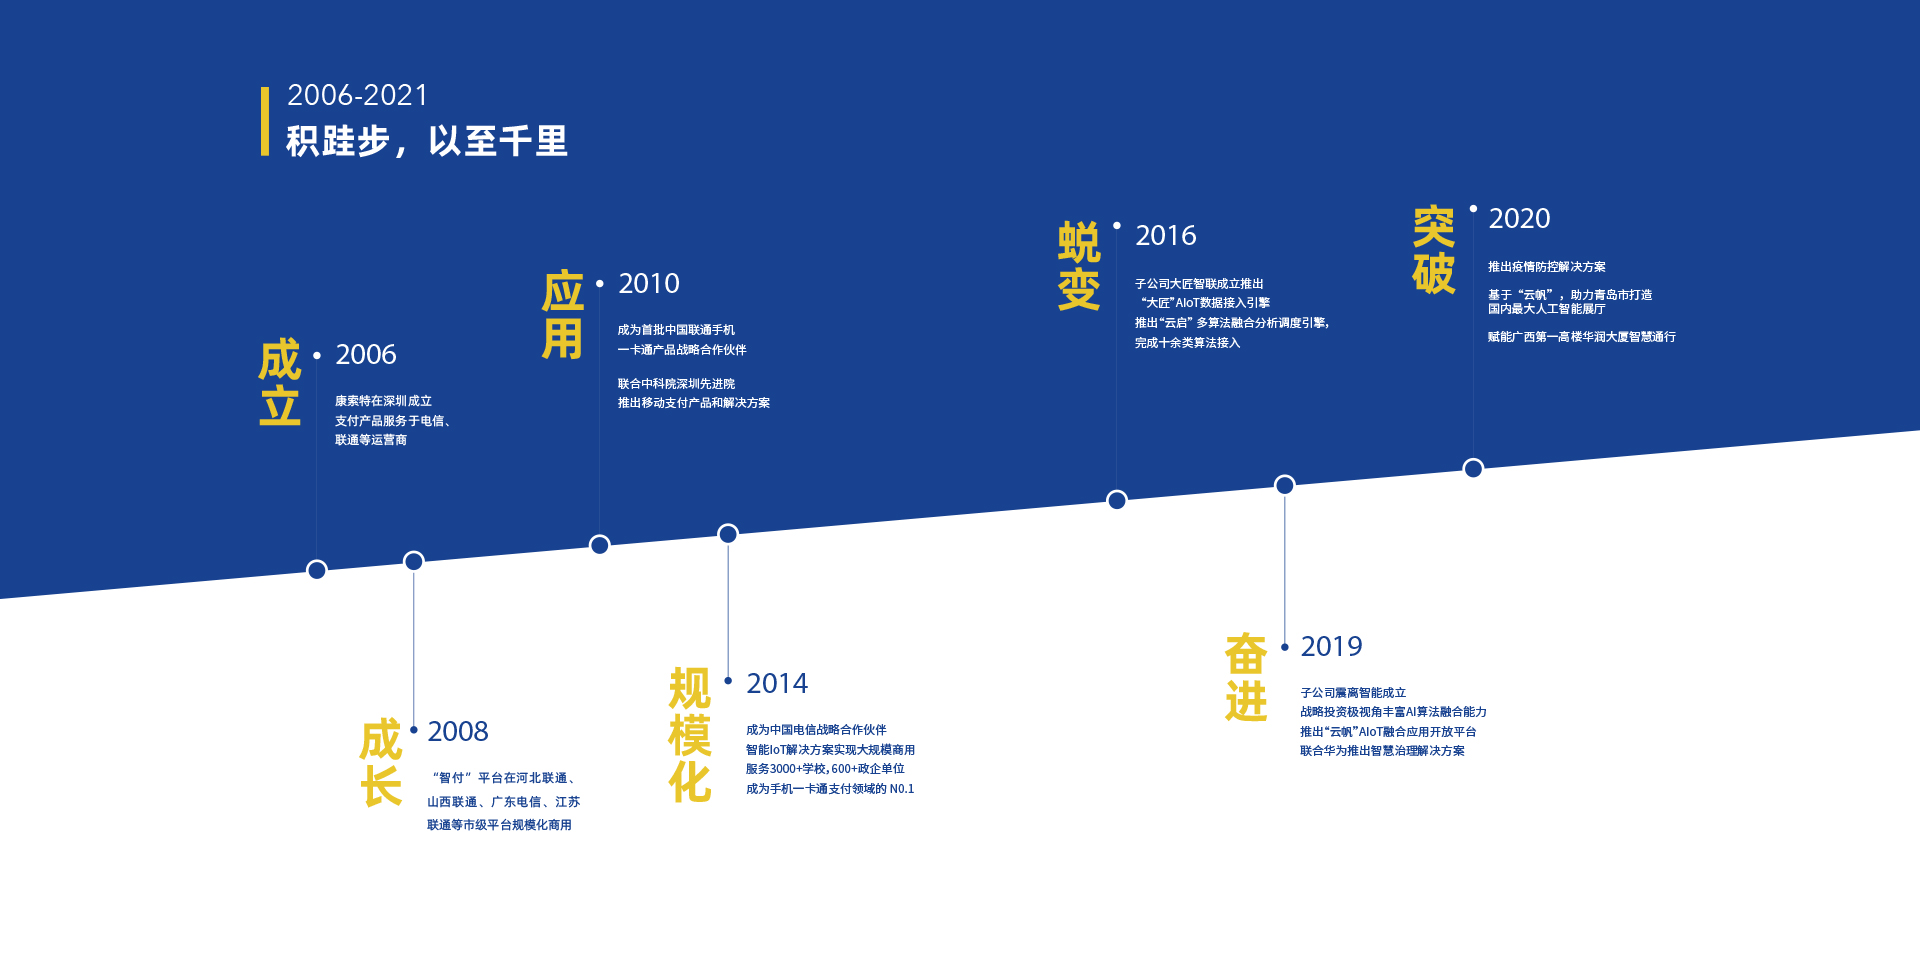 2006-2021
积跬步，以至千里
成立
2006
康索特在深圳成立
支付产品服务于电信、
联通等运营商
成长
2008
“智付”平台在河北联通、
山西联通、广东电信、江苏
联通等市级平台规模化商用
应用
2010
成为首批中国联通手机
一卡通产品战略合作伙伴
联合中科院深圳先进院
推出移动支付产品和解决方案
规模化
2014
成为中国电信战略合作伙伴
智能IoT解决方案实现大规模商用
服务3000+学校,600+政企单位
成为手机一卡通支付领域的 N0.1
蜕变
2016
子公司大匠智联成立推出
“大匠”AIoT数据接入引擎
推出“云启”多算法融合分析调度引擎,
完成十余类算法接入
奋进
2019
子公司震离智能成立
战略投资极视角丰富AI算法融合能力
推出“云帆”AIoT融合应用开放平台
联合华为推出智慧治理解决方案
突破
2020
推出疫情防控解决方案
基于“云帆”，助力青岛市打造
国内最大人工智能展厅
赋能广西第一高楼华润大厦智慧通行